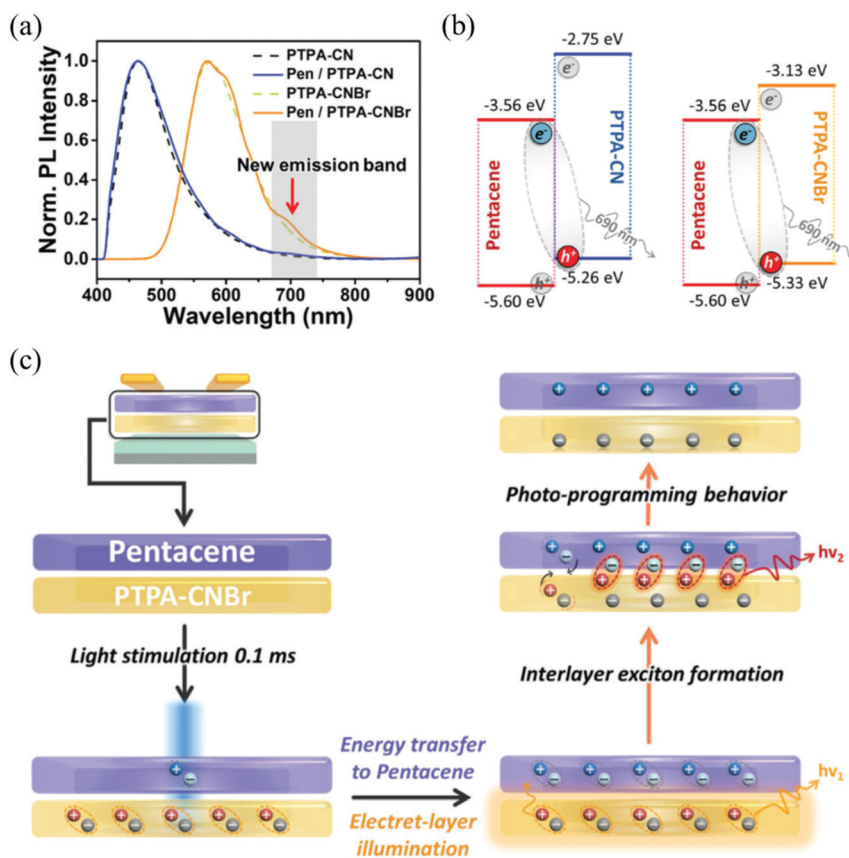 (a)
Norm. PL Intensity
1.0
0.8
0.6
0.4
0.2
0.0
PTPA-CN
Pen / PTPA-CN
PTPA-CNBr
Pen / PTPA-CNBr
New emission band
400 500 600 700 800 900
Wavelength (nm)
(b)
-2.75 eV
e-
-3.56 eV
e-
Pentacene
PTPA-CN
690 nm
h+
h+
-5.26 eV
-5.60 eV
-3.13 eV
e-
-3.56 eV
e-
Pentacene
PTPA-CNBr
690 nm
h+
h+
-5.33 eV
-5.60 eV
(c)
Pentacene
PTPA-CNBr
Light stimulation 0.1 ms
Energy transfer
to Pentacene
Electret-layer
illumination
hv1
Interlayer exciton formation
hv2
Photo-programming behavior